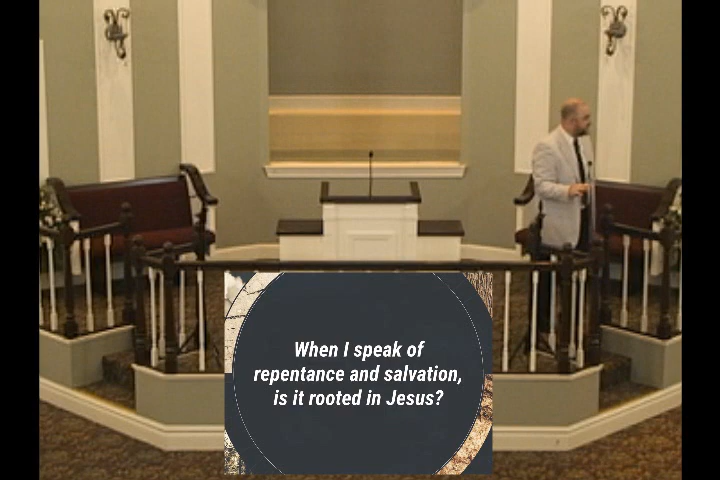 When I speak of
repentance and salvation,
is it rooted in Jesus?